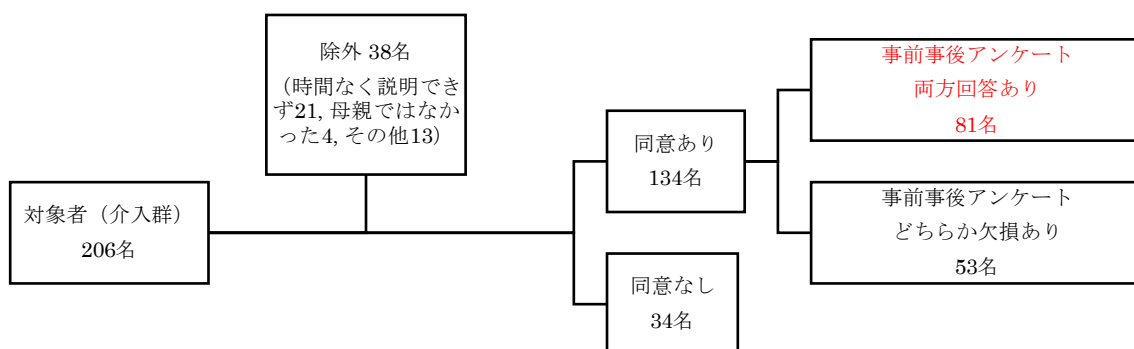 対象者（介入群）
206名
除外 38名
（時間なく説明でき
ず21, 母親ではなか
った4, その他13）
同意あり
134名
同意なし
34名
事前事後アンケート
両方回答あり
81名
事前事後アンケート
どちらか欠損あり
53名